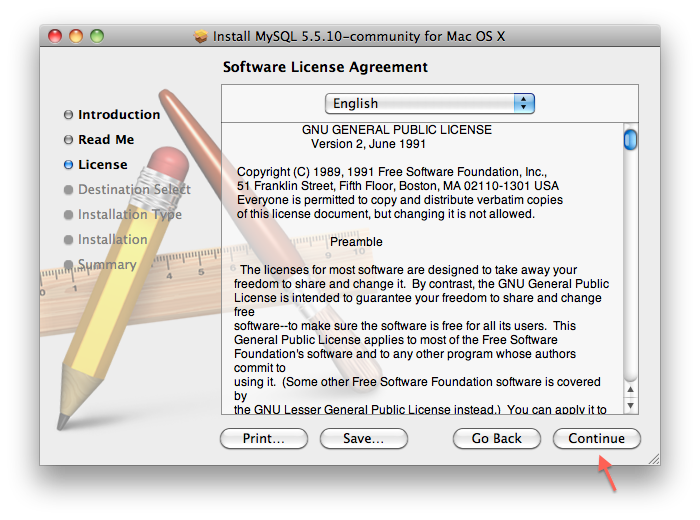 Install MySQL 5.5.10-community for Mac OS X
Software License Agreement
Introduction
Read Me
License
Destination Select
Installation Type
Installation
Summary
English
GNU GENERAL PUBLIC LICENSE
Version 2, June 1991
Copyright (C) 1989, 1991 Free Software Foundation, Inc.,
51 Franklin Street, Fifth Floor, Boston, MA 02110-1301 USA
Everyone is permitted to copy and distribute verbatim copies
of this license document, but changing it is not allowed.
Preamble
The licenses for most software are designed to take away your
freedom to share and change it.  By contrast, the GNU General Public
License is intended to guarantee your freedom to share and change
free
software--to make sure the software is free for all its users.  This
General Public License applies to most of the Free Software
Foundation's software and to any other program whose authors
commit to
using it.  (Some other Free Software Foundation software is covered
by
the GNU Lesser General Public License instead.)  You can apply it to
Print...
Save...
Go Back
Continue